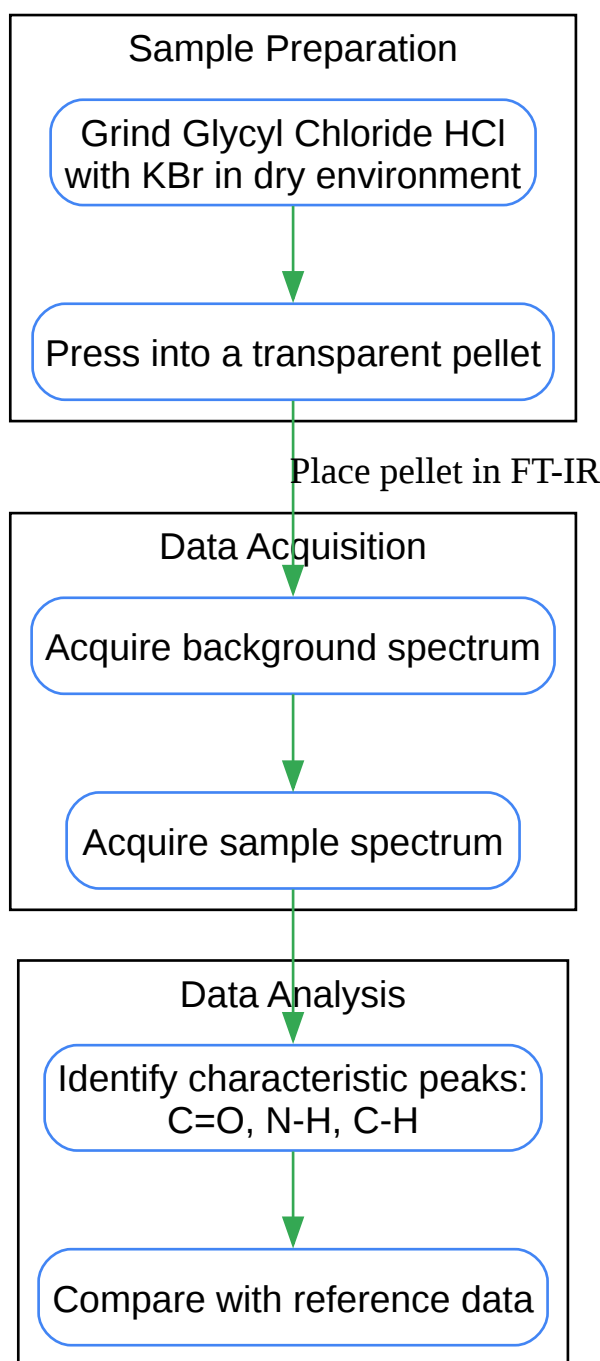 Sample Preparation
Grind Glycyl Chloride HCl
with KBr in dry environment
Press into a transparent pellet
Place pellet in FT-IR
Data Acquisition
Acquire background spectrum
Acquire sample spectrum
Data Analysis
Identify characteristic peaks:
C=O, N-H, C-H
Compare with reference data